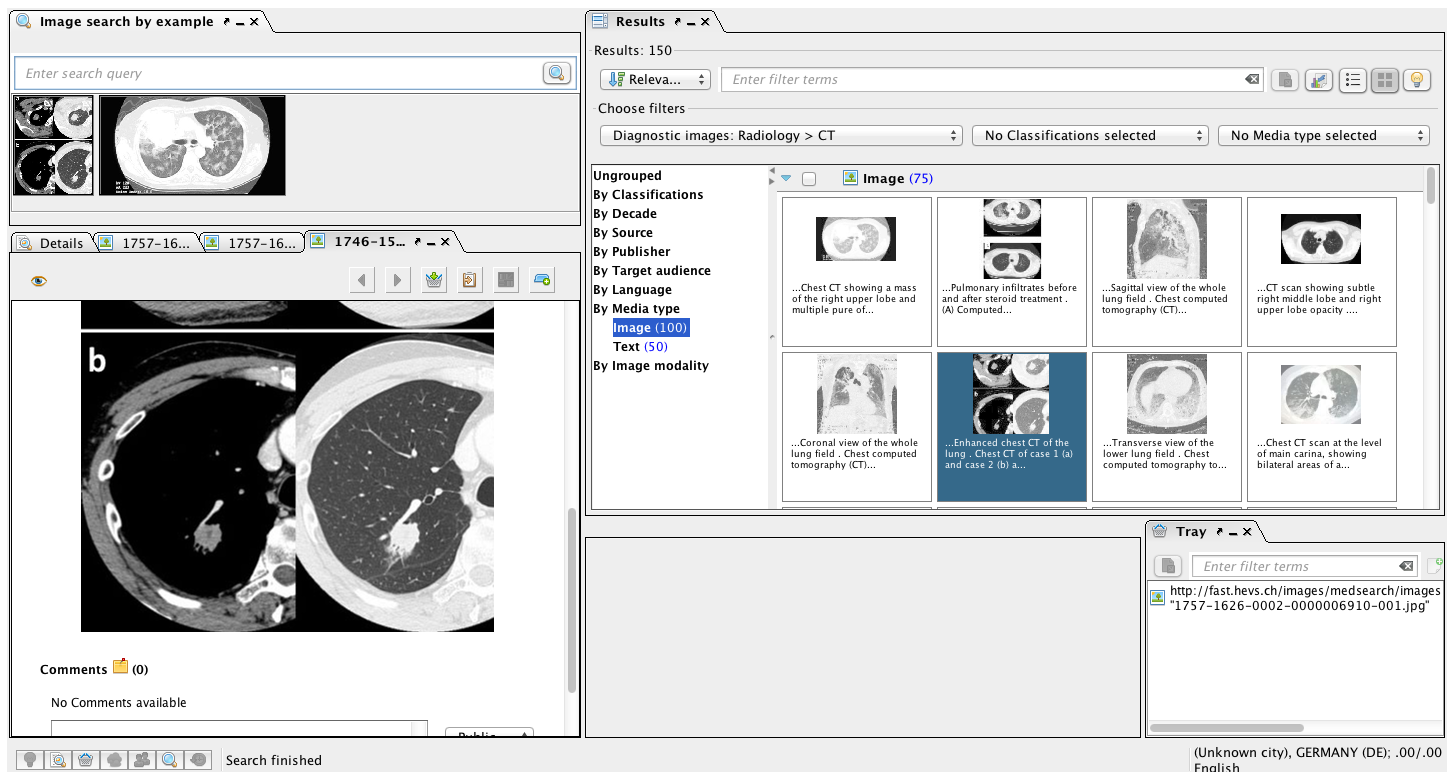 Image search by example
Enter search query
Details
1757-16...
1757-16...
1746-15...
b
Comments (0)
No Comments available
Public
Search finished
Results
Results: 150
Releva...
Enter filter terms
Choose filters
Diagnostic images: Radiology > CT
No Classifications selected
No Media type selected
Ungrouped
By Classifications
By Decade
By Source
By Publisher
By Target audience
By Language
By Media type
Image (100)
Text (50)
By Image modality
Image (75)
...Chest CT showing a mass
of the right upper lobe and
multiple pure of...
...Pulmonary infiltrates before
and after steroid treatment .
(A) Computed...
...Sagittal view of the whole
lung field . Chest computed
tomography (CT)...
...CT scan showing subtle
right middle lobe and right
upper lobe opacity ....
...Coronal view of the whole
lung field . Chest computed
tomography (CT)...
...Enhanced chest CT of the
lung . Chest CT of case 1 (a)
and case 2 (b) a...
...Transverse view of the
lower lung field . Chest
computed tomography to...
...Chest CT scan at the level
of main carina, showing
bilateral areas of a...
Tray
Enter filter terms
http://fast.hevs.ch/images/medsearch/images
"1757-1626-0002-0000006910-001.jpg"
(Unknown city), GERMANY (DE); .00/.00
English